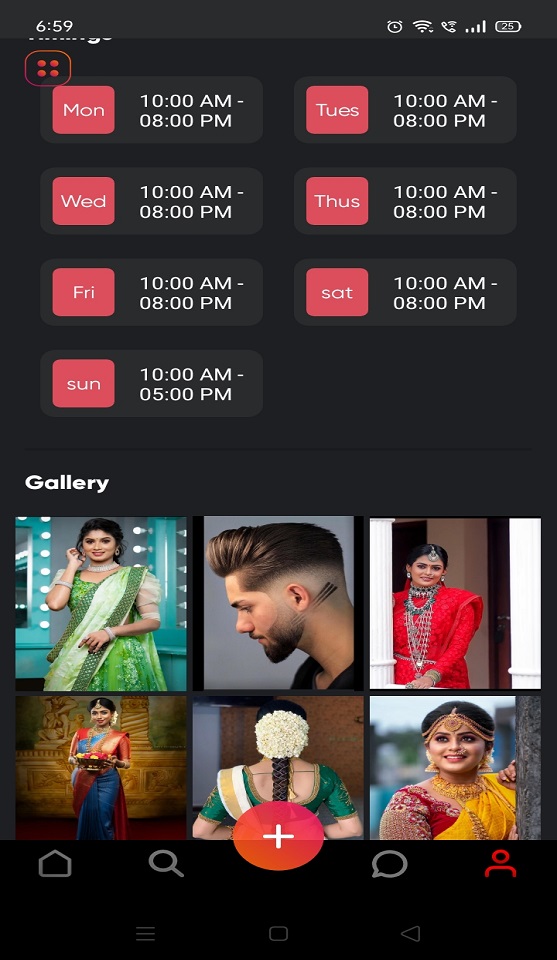 6:59
25
Timings
Mon
10:00 AM -
08:00 PM
Tues
10:00 AM -
08:00 PM
Wed
10:00 AM -
08:00 PM
Thus
10:00 AM -
08:00 PM
Fri
10:00 AM -
08:00 PM
sat
10:00 AM -
08:00 PM
sun
10:00 AM -
05:00 PM
Gallery